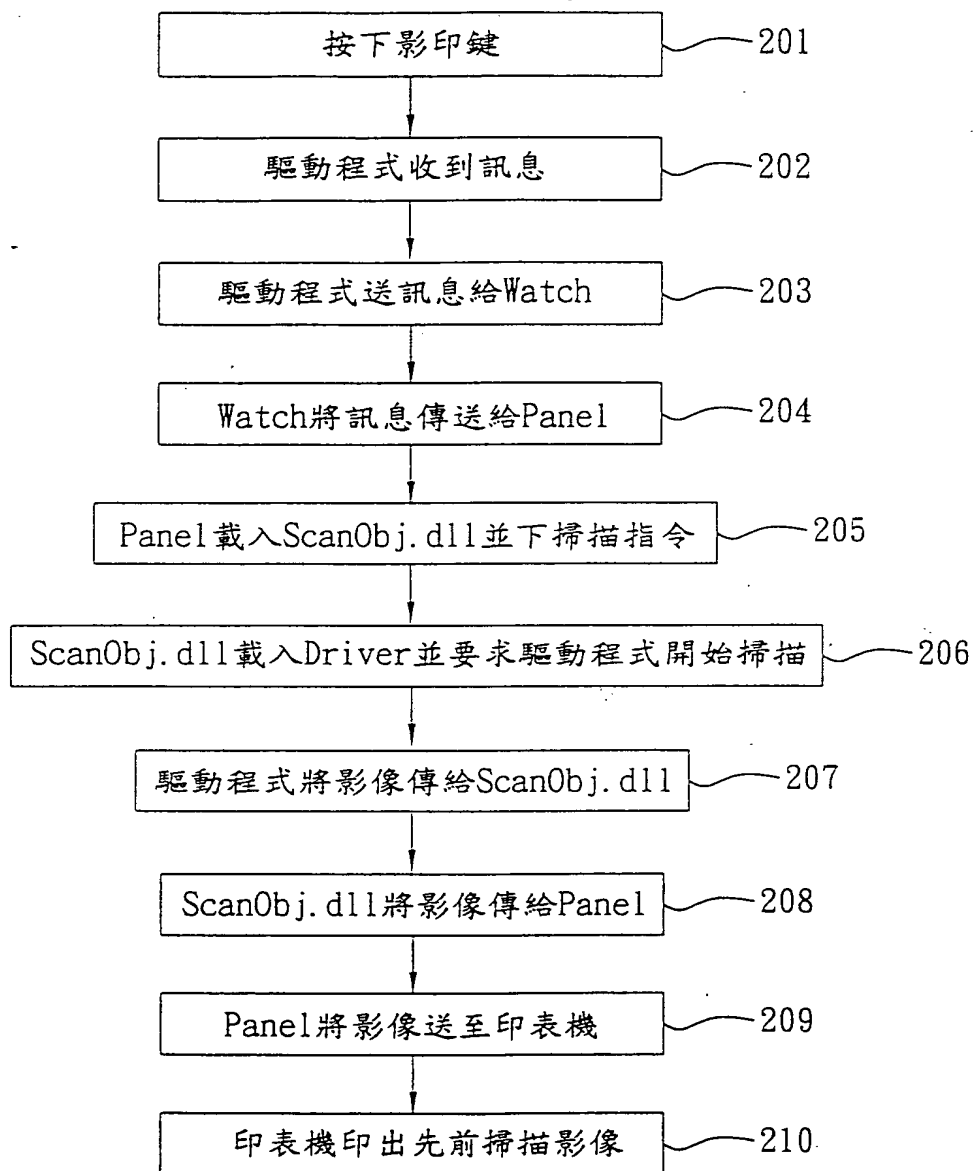 按下影印鍵 201
驅動程式收到訊息 202
驅動程式送訊息給Watch 203
Watch將訊息傳送給Panel 204
Panel載入ScanObj.dll並下掃描指令 205
ScanObj.dll載入Driver並要求驅動程式開始掃描 206
驅動程式將影像傳給ScanObj.dll 207
ScanObj.dll將影像傳給Panel 208
Panel將影像送至印表機 209
印表機印出先前掃描影像 210